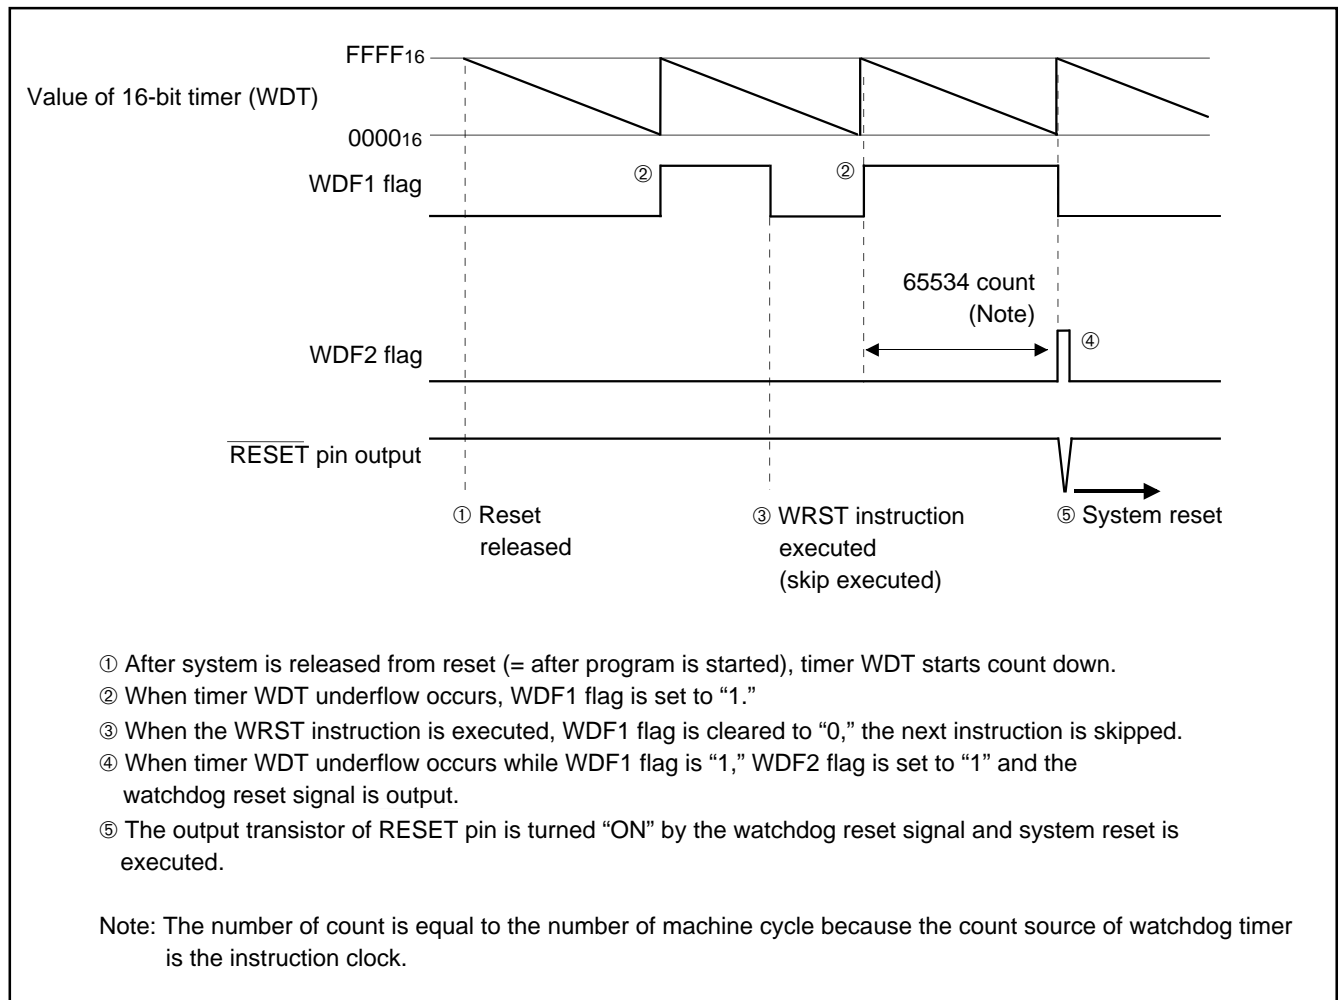 FFFF16
Value of 16-bit timer (WDT)
000016
WDF1 flag
② ②
65534 count
(Note)
WDF2 flag
④
RESET pin output
① Reset
released
③ WRST instruction
executed
(skip executed)
⑤ System reset
① After system is released from reset (= after program is started), timer WDT starts count down.
② When timer WDT underflow occurs, WDF1 flag is set to “1.”
③ When the WRST instruction is executed, WDF1 flag is cleared to “0,” the next instruction is skipped.
④ When timer WDT underflow occurs while WDF1 flag is “1,” WDF2 flag is set to “1” and the
watchdog reset signal is output.
⑤ The output transistor of RESET pin is turned “ON” by the watchdog reset signal and system reset is
executed.
Note: The number of count is equal to the number of machine cycle because the count source of watchdog timer
is the instruction clock.